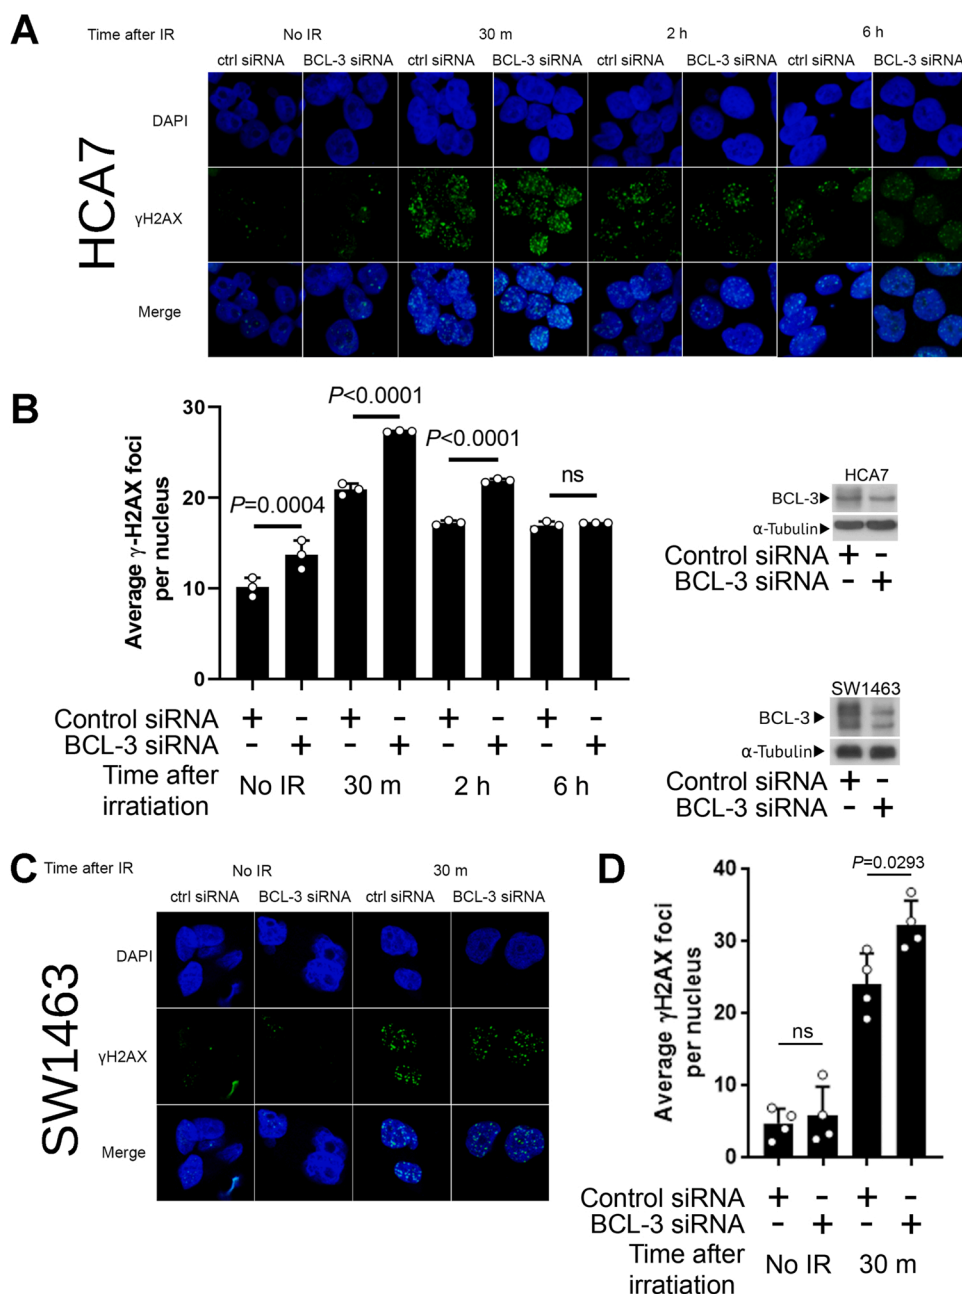 A
Time after IR No IR 30 m 2 h 6 h
ctrl siRNA BCL-3 siRNA ctrl siRNA BCL-3 siRNA ctrl siRNA BCL-3 siRNA ctrl siRNA BCL-3 siRNA
HCA7
DAPI
γH2AX
Merge
B
Average γ-H2AX foci
per nucleus
30
20
10
0
P=0.0004
P<0.0001
P<0.0001
ns
Control siRNA + - + - + - + -
BCL-3 siRNA - + - + - + - +
Time after
irratiation
No IR 30 m 2 h 6 h
HCA7
BCL-3
α-Tubulin
Control siRNA + -
BCL-3 siRNA - +
SW1463
BCL-3
α-Tubulin
Control siRNA + -
BCL-3 siRNA - +
C
Time after IR No IR 30 m
ctrl siRNA BCL-3 siRNA ctrl siRNA BCL-3 siRNA
SW1463
DAPI
γH2AX
Merge
D
Average γH2AX foci
per nucleus
40
30
20
10
0
ns
P=0.0293
Control siRNA + - + -
BCL-3 siRNA - + - +
Time after
irratiation
No IR 30 m